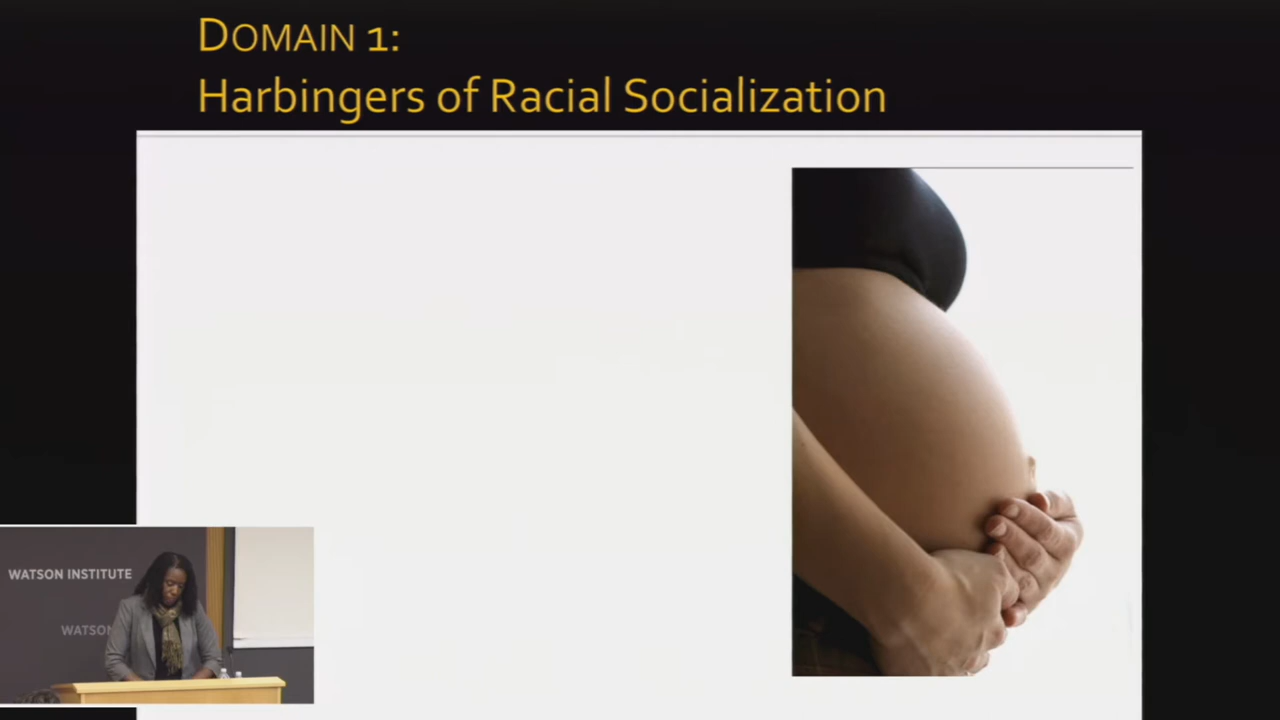 DOMAIN 1:
Harbingers of Racial Socialization
WATSON INSTITUTE
WATSON